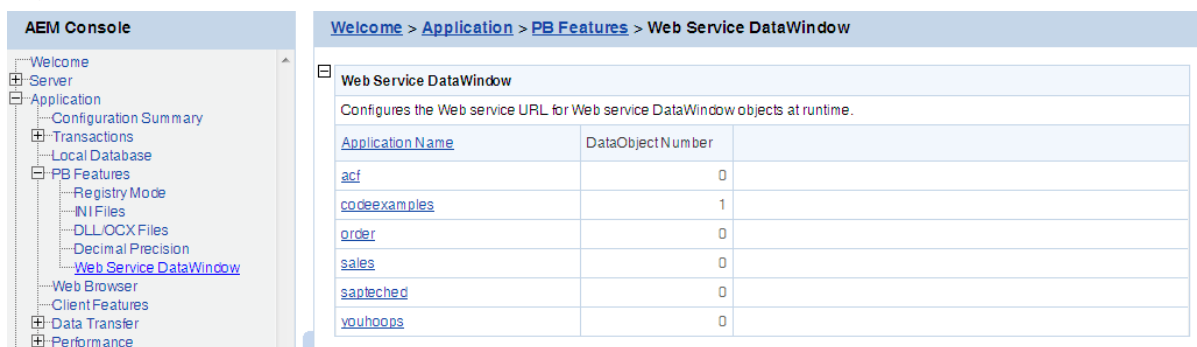 AEM Console
Welcome
Server
Application
Configuration Summary
Transactions
Local Database
PB Features
Registry Mode
INI Files
DLL/OCX Files
Decimal Precision
Web Service DataWindow
Web Browser
Client Features
Data Transfer
Performance
Welcome > Application > PB Features > Web Service DataWindow
Web Service DataWindow
Configures the Web service URL for Web service DataWindow objects at runtime.
Application Name DataObject Number
acf 0
codeexamples 1
order 0
sales 0
sapteched 0
youhoops 0